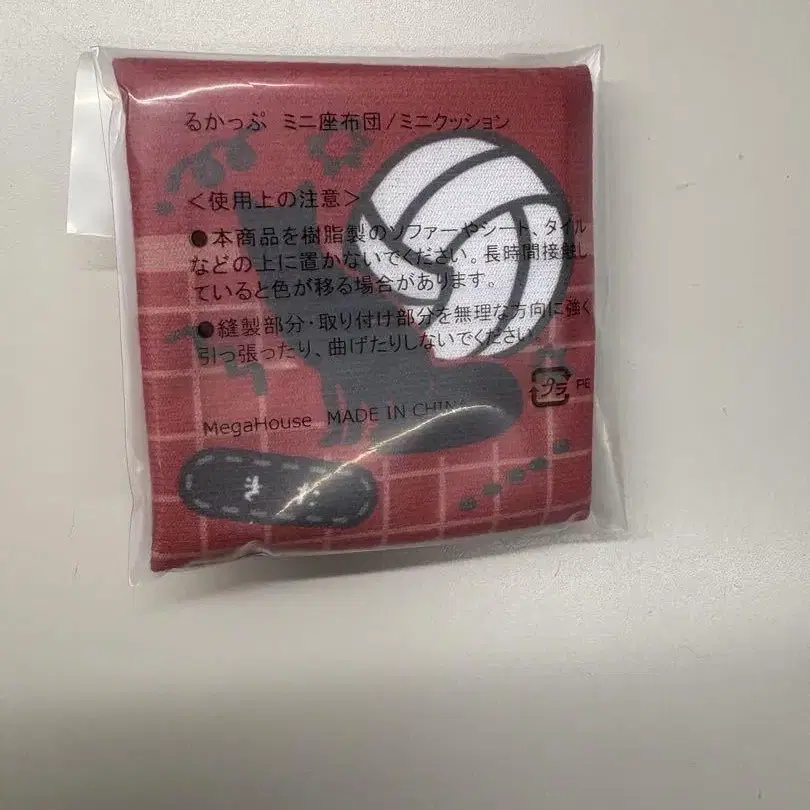 るかっぷ ミニ座布団/ミニクッション
＜使用上の注意＞
●本商品を樹脂製のソファーやシート、タイル
などの上に置かないでください。長時間接触し
ていると色が移る場合があります。
●縫製部分・取り付け部分を無理な方向に強く
引っ張ったり、曲げたりしないでください。
プラ PE
MegaHouse MADE IN CHINA